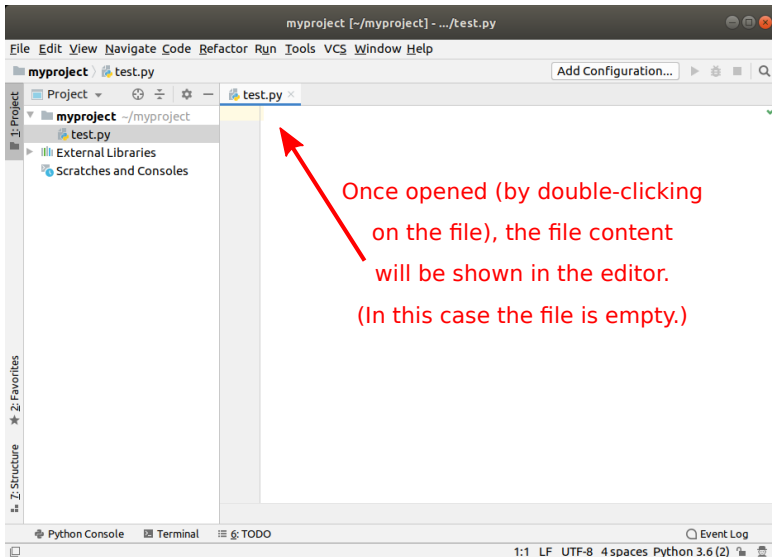 myproject [~/myproject] - .../test.py
File Edit View Navigate Code Refactor Run Tools VCS Window Help
myproject test.py Add Configuration...
Project test.py
1: Project
myproject ~/myproject
test.py
External Libraries
Scratches and Consoles
Once opened (by double-clicking
on the file), the file content
will be shown in the editor.
(In this case the file is empty.)
2: Favorites
7: Structure
Python Console Terminal 6: TODO Event Log
1:1 LF UTF-8 4 spaces Python 3.6 (2)